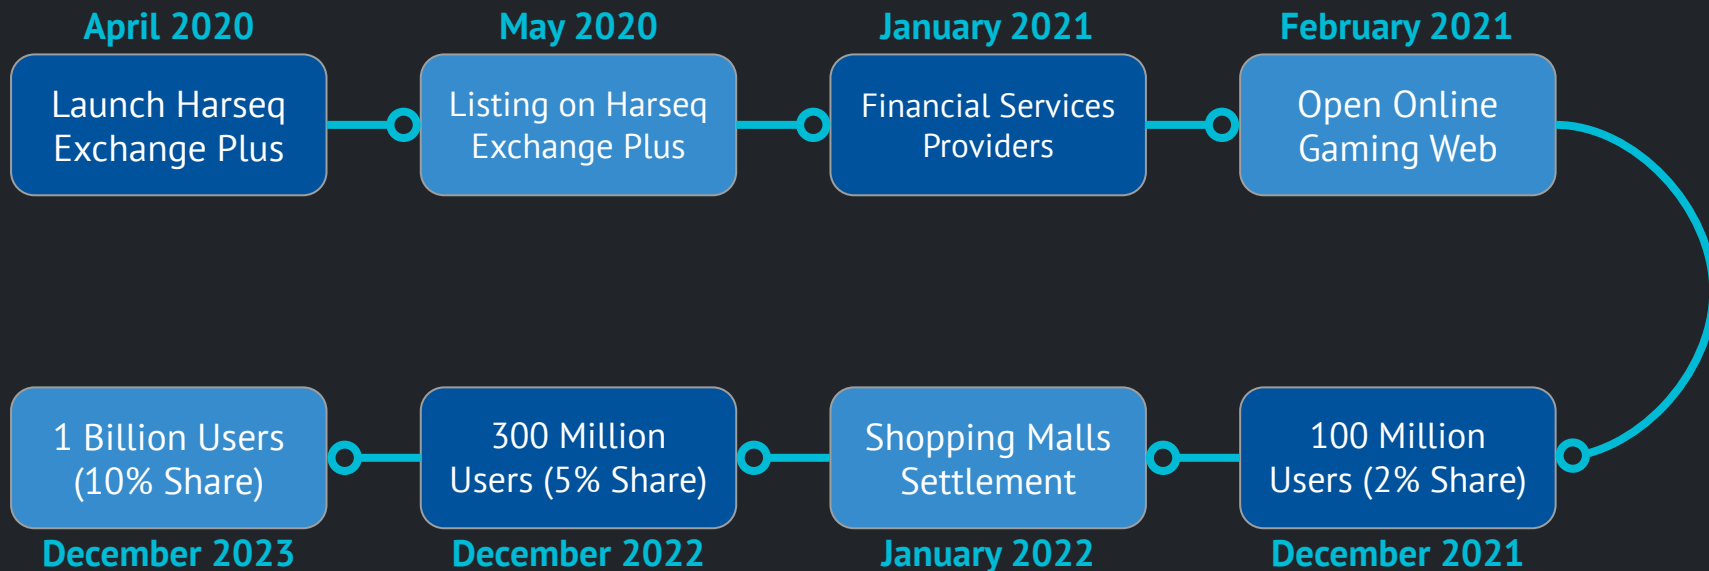 April 2020
Launch Harseq
Exchange Plus
May 2020
Listing on Harseq
Exchange Plus
January 2021
Financial Services
Providers
February 2021
Open Online
Gaming Web
100 Million
Users (2% Share)
December 2021
Shopping Malls
Settlement
January 2022
300 Million
Users (5% Share)
December 2022
1 Billion Users
(10% Share)
December 2023